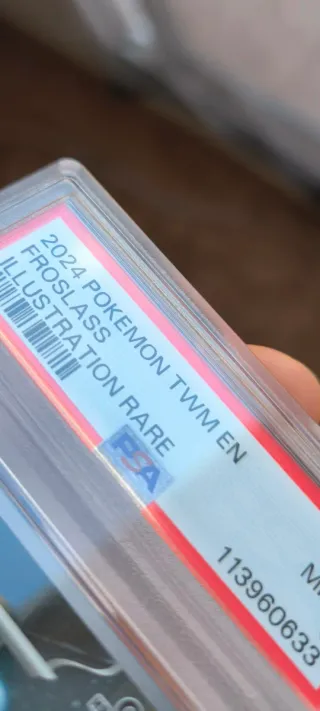 2024 POKEMON TWM EN
FROSLASS
ILLUSTRATION RARE
PSA
113960633